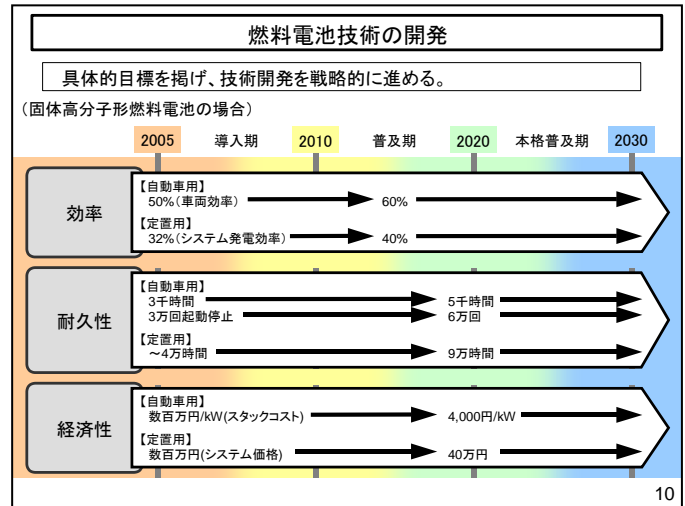 燃料電池技術の開発
具体的目標を掲げ、技術開発を戦略的に進める。
(固体高分子形燃料電池の場合)
2005 導入期 2010 普及期 2020 本格普及期 2030
効率
【自動車用】
50%(車両効率) 60%
【定置用】
32%(システム発電効率) 40%
耐久性
【自動車用】
3千時間 5千時間
3万回起動停止 6万回
【定置用】
～4万時間 9万時間
経済性
【自動車用】
数百万円/kW(スタックコスト) 4,000円/kW
【定置用】
数百万円(システム価格) 40万円
10